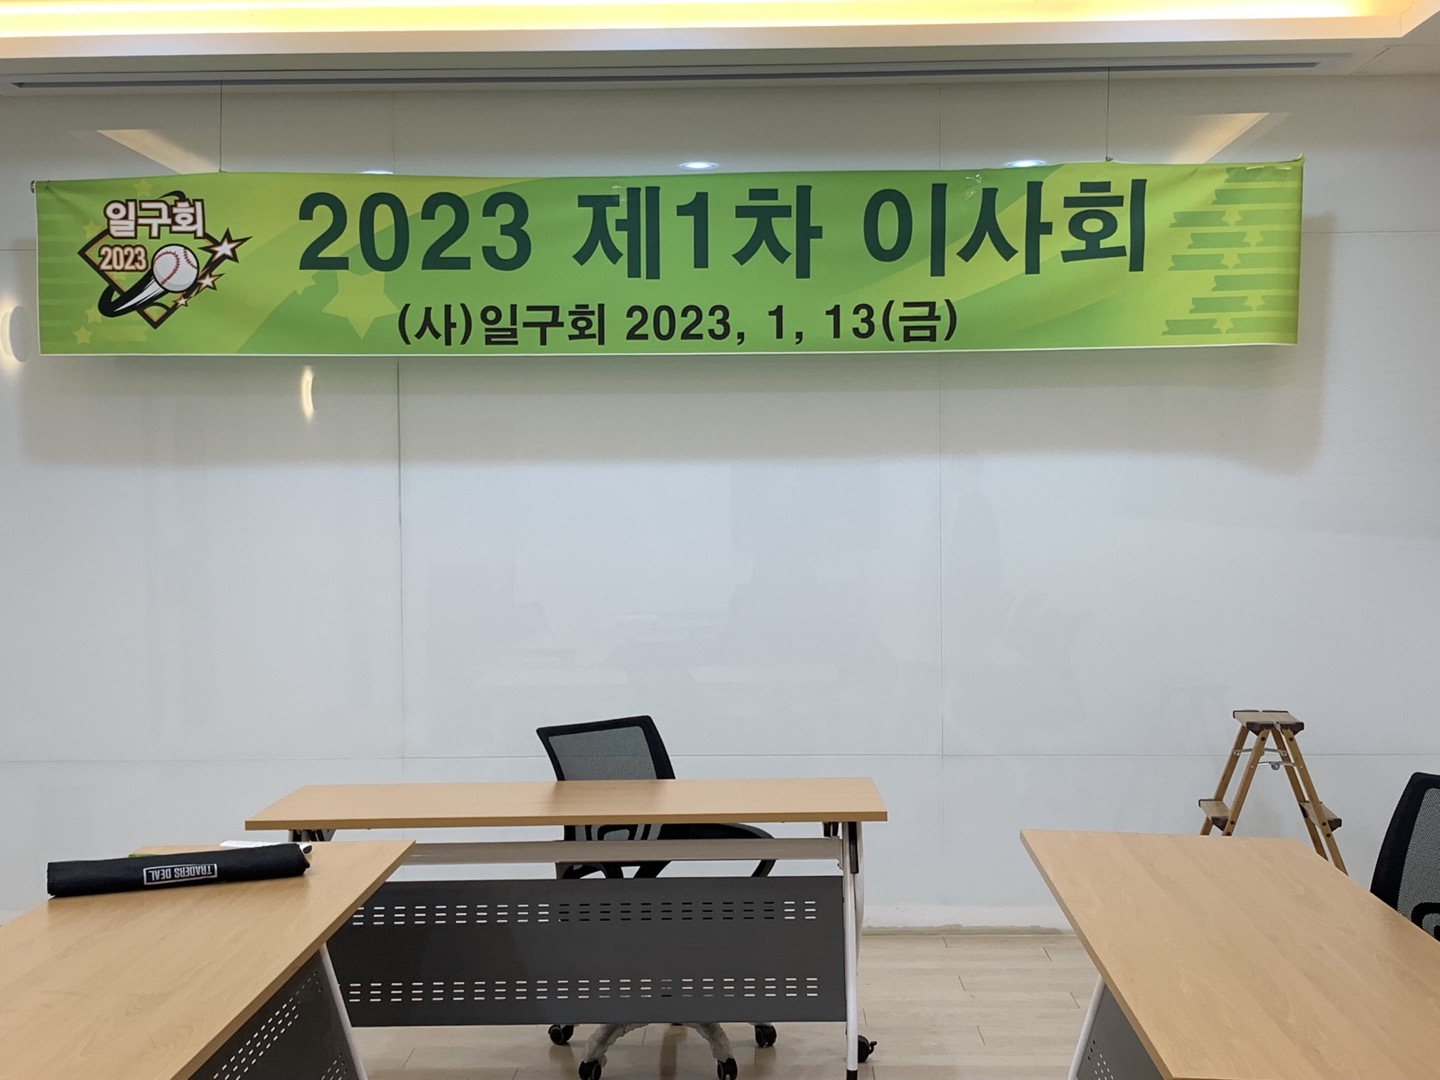 일구회
2023
2023 제1차 이사회
(사)일구회 2023, 1, 13(금)
TRADERS DEAL